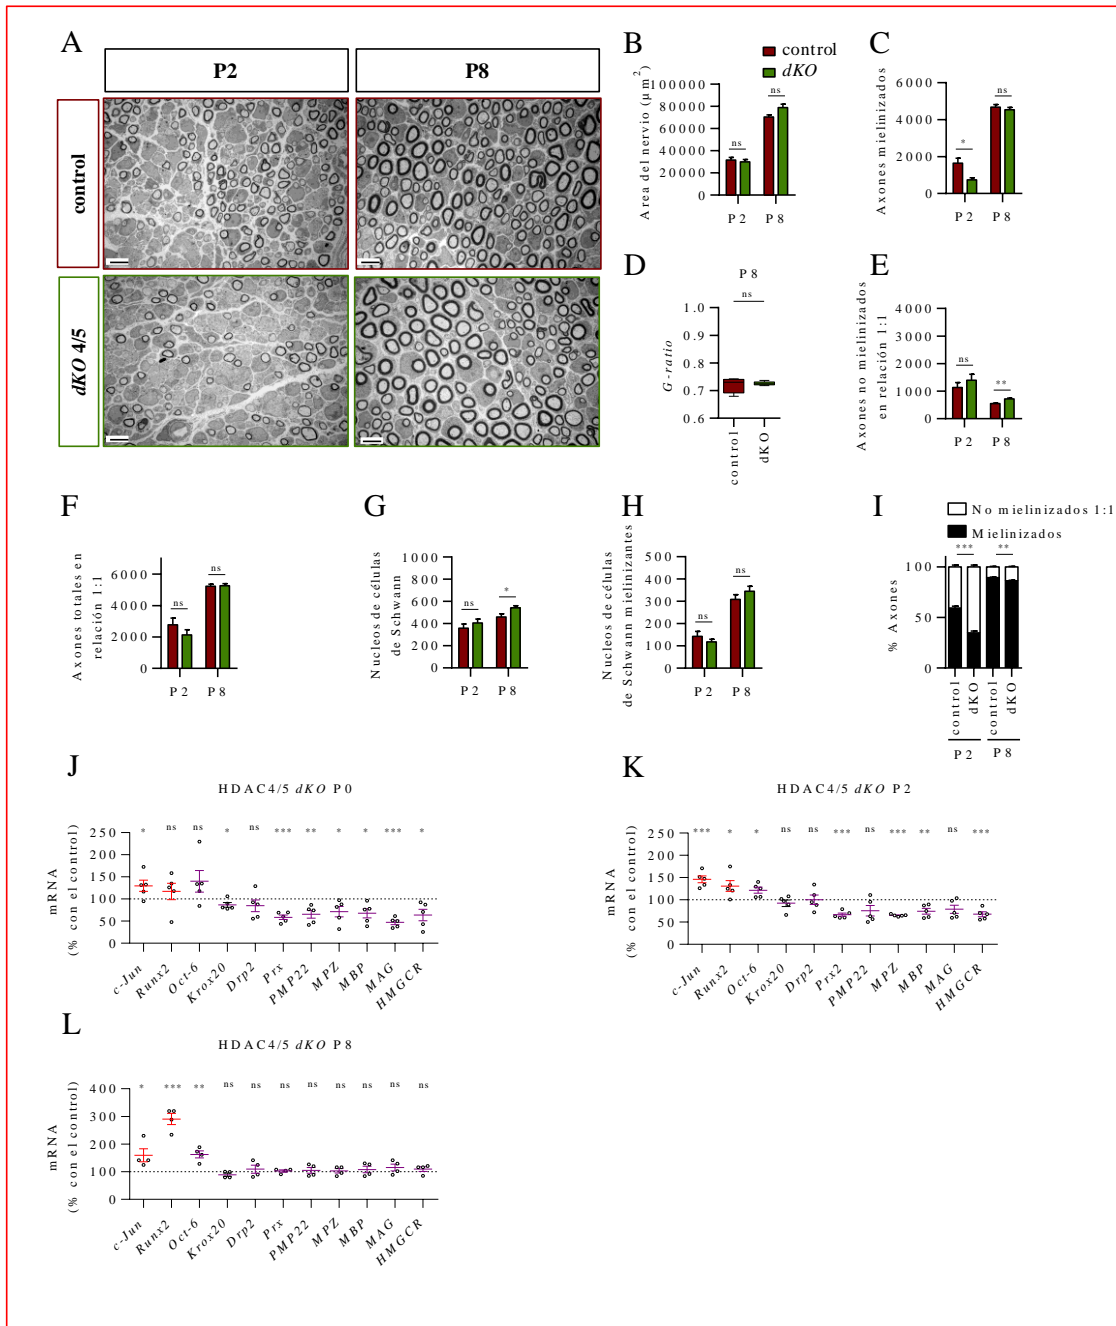 A
P2
P8
control
dKO 4/5
B
control
dKO
Area del nervio (µm²)
100000
80000
60000
40000
20000
0
ns
ns
P2
P8
C
Axones mielinizados
6000
4000
2000
0
*
ns
P2
P8
D
P8
G-ratio
1.0
0.9
0.8
0.7
0.6
ns
control
dKO
E
Axones no mielinizados
en relación 1:1
4000
3000
2000
1000
0
ns
**
P2
P8
F
Axones totales en
relación 1:1
6000
4000
2000
0
ns
ns
P2
P8
G
Nucleos de células
de Schwann
1000
800
600
400
200
0
ns
*
P2
P8
H
Nucleos de células
de Schwann mielinizantes
500
400
300
200
100
0
ns
ns
P2
P8
I
No mielinizados 1:1
Mielinizados
% Axones
100
50
0
***
**
control
dKO
control
dKO
P2
P8
J
HDAC4/5 dKO P0
mRNA
(% con el control)
250
200
150
100
50
0
* ns ns * ns *** ** * * *** *
c-Jun
Runx2
Oct-6
Krox20
Drp2
Prx
PMP22
MPZ
MBP
MAG
HMGCR
K
HDAC4/5 dKO P2
mRNA
(% con el control)
250
200
150
100
50
0
*** * * ns ns *** ns *** ** ns ***
c-Jun
Runx2
Oct-6
Krox20
Drp2
Prx2
PMP22
MPZ
MBP
MAG
HMGCR
L
HDAC4/5 dKO P8
mRNA
(% con el control)
400
300
200
100
0
* *** ** ns ns ns ns ns ns ns ns
c-Jun
Runx2
Oct-6
Krox20
Drp2
Prx
PMP22
MPZ
MBP
MAG
HMGCR